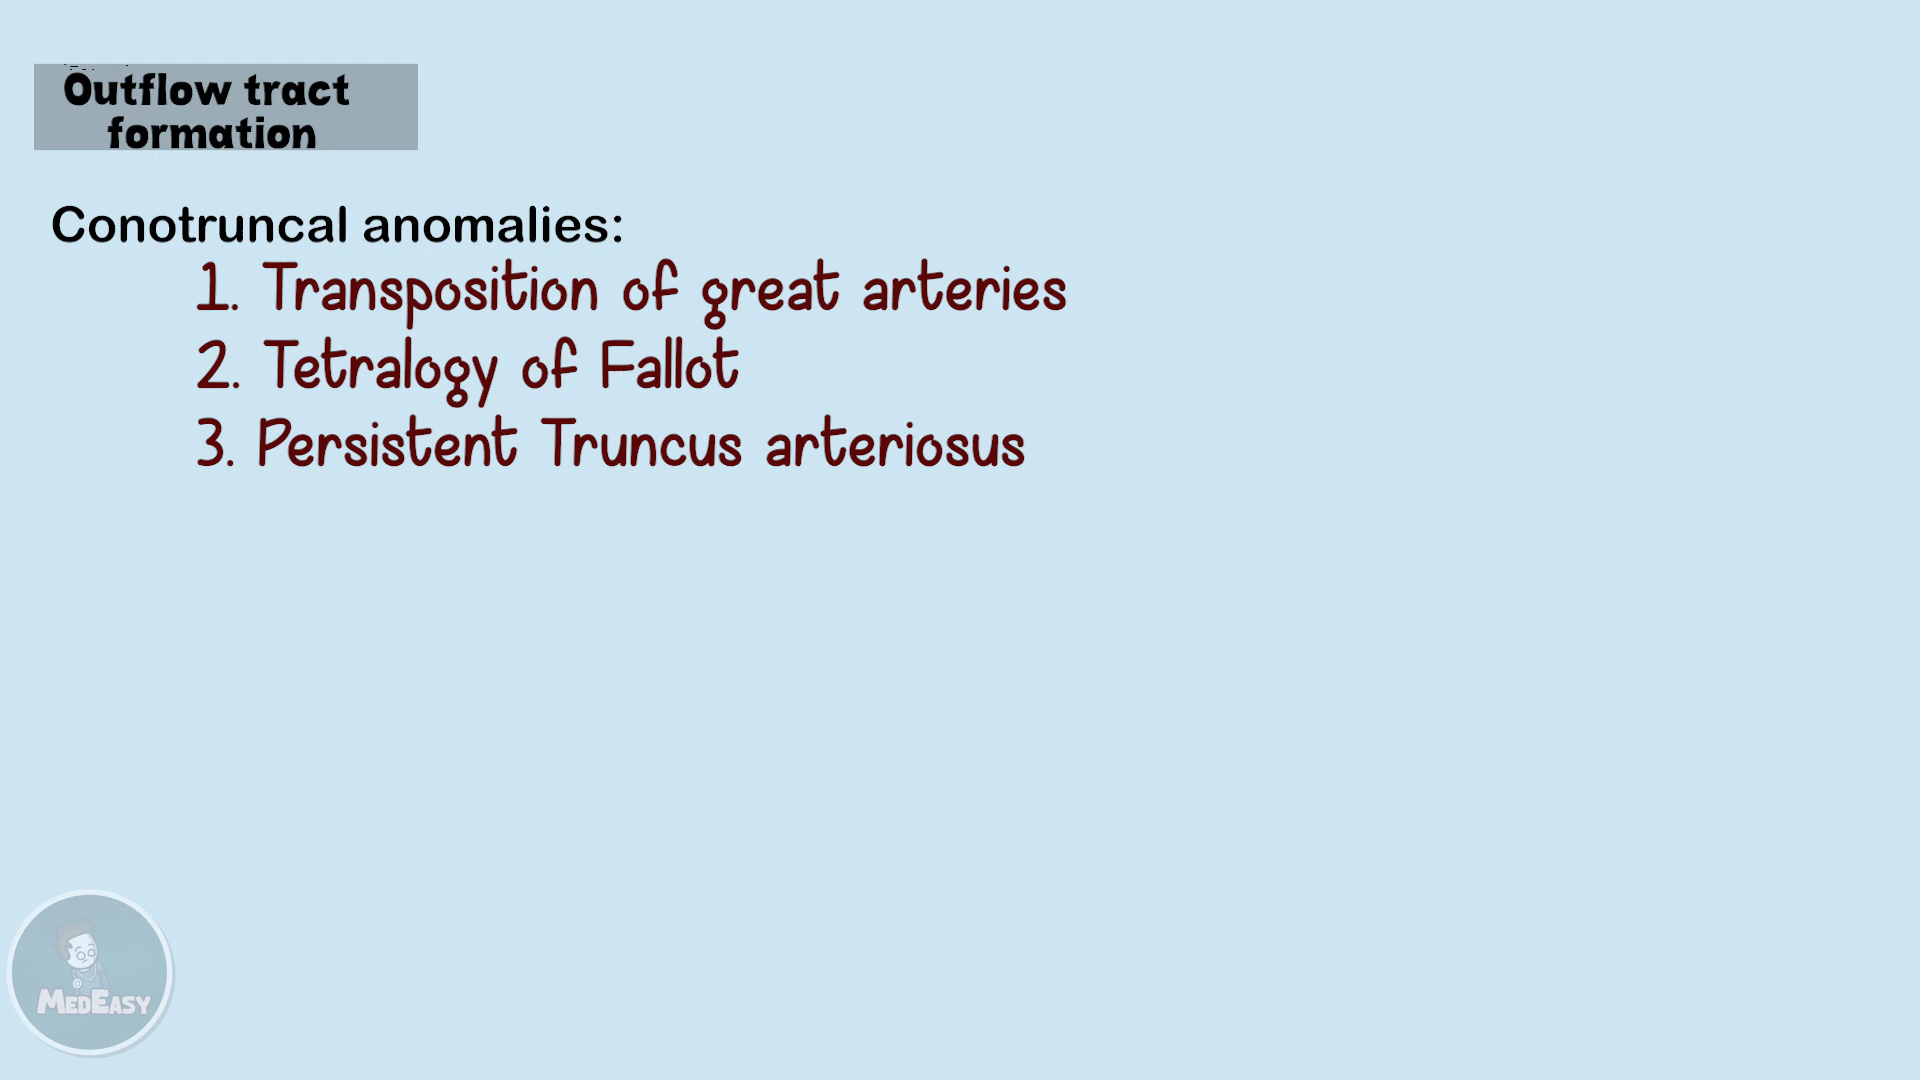 Outflow tract
formation
Conotruncal anomalies:
1. Transposition of great arteries
2. Tetralogy of Fallot
3. Persistent Truncus arteriosus
MEDEASY